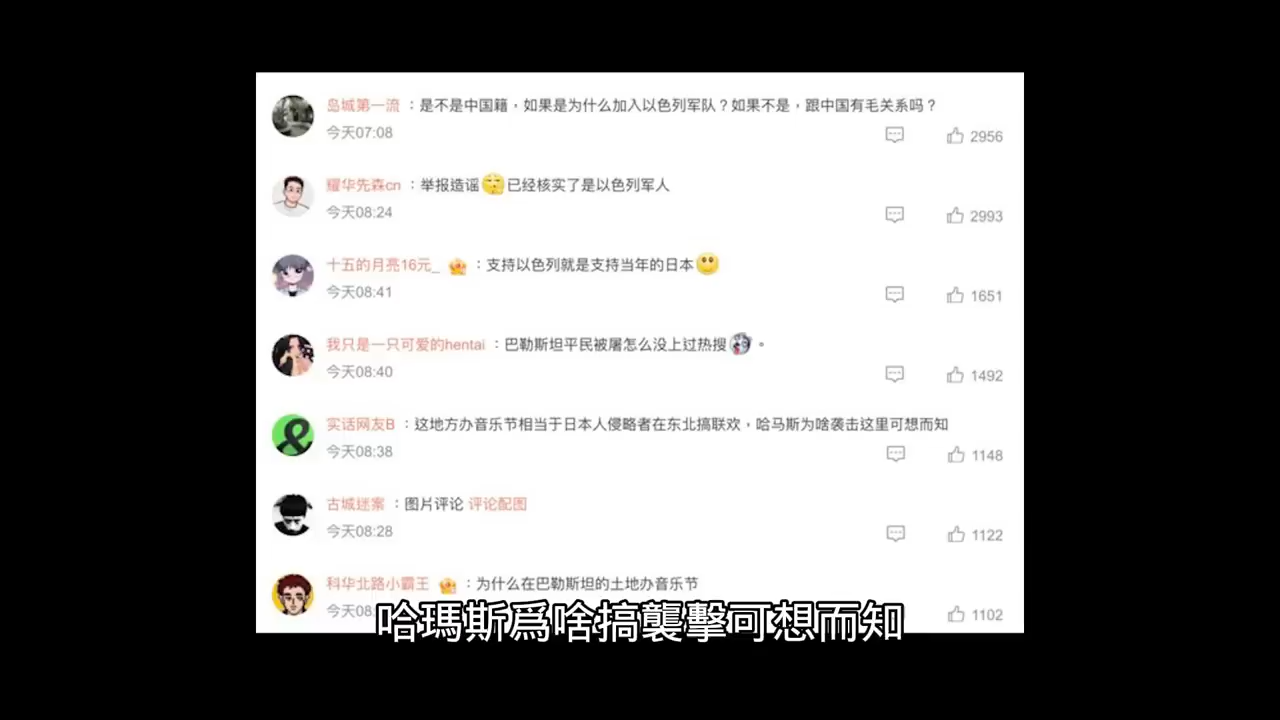 岛城第一流 ：是不是中国籍，如果是为什么加入以色列军队？如果不是，跟中国有毛关系吗？
今天07:08
2956
耀华先森cn ：举报造谣 已经核实了是以色列军人
今天08:24
2993
十五的月亮16元_ ：支持以色列就是支持当年的日本
今天08:41
1651
我只是一只可爱的hentai ：巴勒斯坦平民被屠怎么没上过热搜 。
今天08:40
1492
实话网友B ：这地方办音乐节相当于日本人侵略者在东北搞联欢，哈马斯为啥袭击这里可想而知
今天08:38
1148
古城迷案 ：图片评论 评论配图
今天08:28
1122
科华北路小霸王 ：为什么在巴勒斯坦的土地办音乐节
今天08
1102
哈瑪斯爲啥搞襲擊可想而知